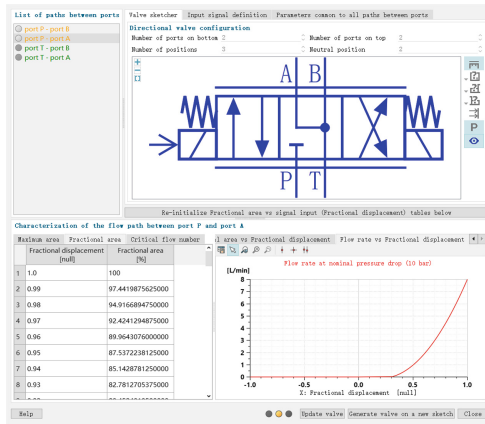 List of paths between ports
port P - port B
port P - port A
port T - port B
port T - port A
Valve sketcher Input signal definition Parameters common to all paths between ports
Directional valve configuration
Number of ports on bottom 2 Number of ports on top 2
Number of positions 3 Neutral position 3
A B
P T
P
Re-initialize Fractional area vs signal input (Fractional displacement) tables below
Characterization of the flow path between port P and port A
Maximum area Fractional area Critical flow number
l area vs Fractional displacement Flow rate vs Fractional displacement
Fractional displacement [null] Fractional area [%]
1 1.0 100
2 0.99 97.4419875625000
3 0.98 94.9166894750000
4 0.97 92.4241294875000
5 0.96 89.9643076000000
6 0.95 87.5372238125000
7 0.94 85.1428781250000
8 0.93 82.7812705375000
Flow rate at nominal pressure drop (10 bar)
[L/min]
8
7
6
5
4
3
2
1
0
-1.0 -0.5 0.0 0.5 1.0
X: Fractional displacement [null]
Help Update valve Generate valve on a new sketch Close